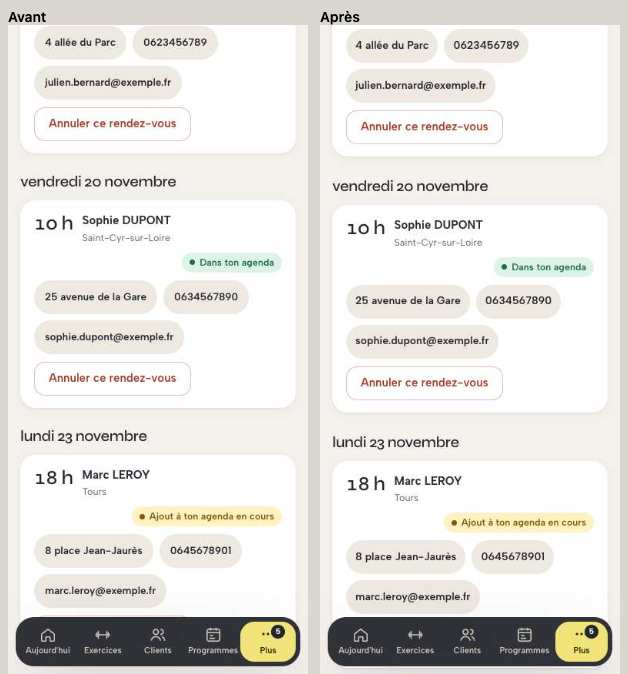 Avant
4 allée du Parc 0623456789
julien.bernard@exemple.fr
Annuler ce rendez-vous
vendredi 20 novembre
10 h Sophie DUPONT
Saint-Cyr-sur-Loire
Dans ton agenda
25 avenue de la Gare 0634567890
sophie.dupont@exemple.fr
Annuler ce rendez-vous
lundi 23 novembre
18 h Marc LEROY
Tours
Ajout à ton agenda en cours
8 place Jean-Jaurès 0645678901
marc.leroy@exemple.fr
5
Aujourd'hui Exercices Clients Programmes Plus
Après
4 allée du Parc 0623456789
julien.bernard@exemple.fr
Annuler ce rendez-vous
vendredi 20 novembre
10 h Sophie DUPONT
Saint-Cyr-sur-Loire
Dans ton agenda
25 avenue de la Gare 0634567890
sophie.dupont@exemple.fr
Annuler ce rendez-vous
lundi 23 novembre
18 h Marc LEROY
Tours
Ajout à ton agenda en cours
8 place Jean-Jaurès 0645678901
marc.leroy@exemple.fr
5
Aujourd'hui Exercices Clients Programmes Plus